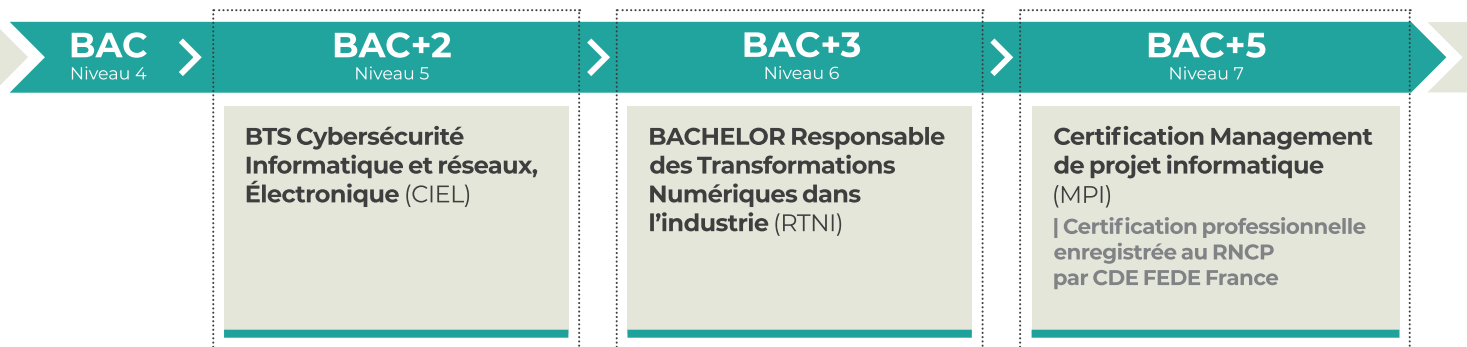 BAC
Niveau 4
BAC+2
Niveau 5
BAC+3
Niveau 6
BAC+5
Niveau 7
BTS Cybersécurité
Informatique et réseaux,
Électronique (CIEL)
BACHELOR Responsable
des Transformations
Numériques dans
l’industrie (RTNI)
Certification Management
de projet informatique
(MPI)
| Certification professionnelle
enregistrée au RNCP
par CDE FEDE France